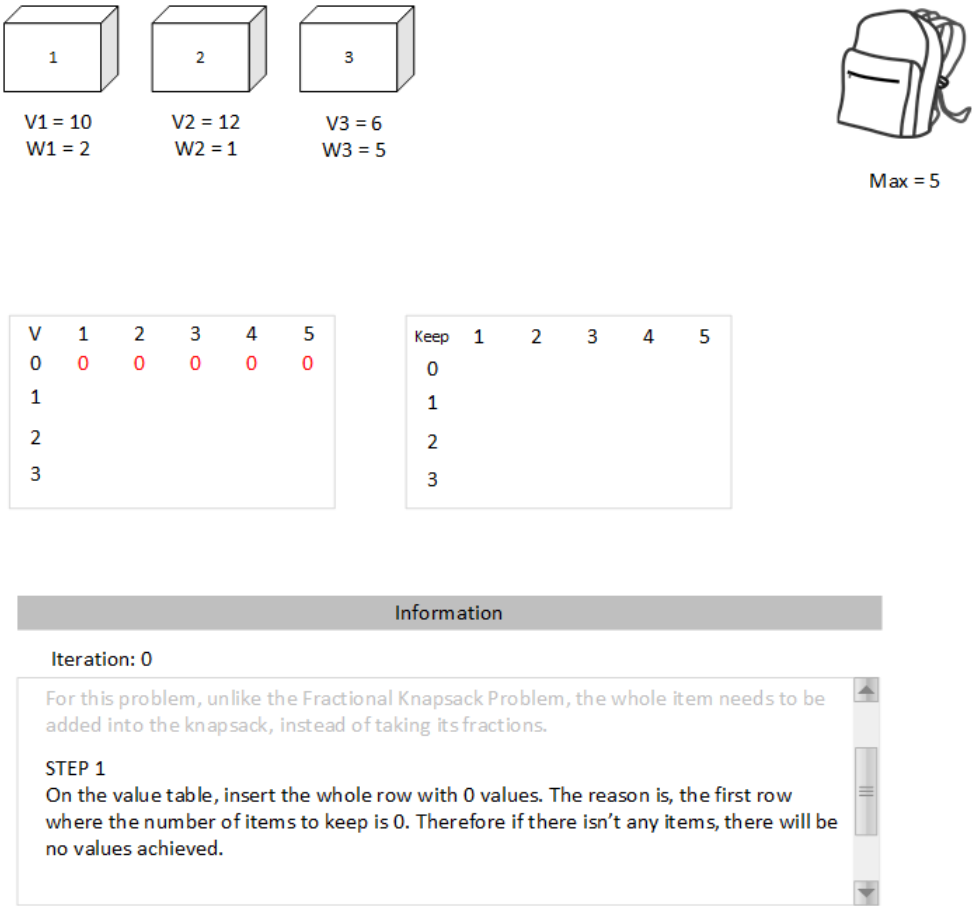 1 2 3
V1 = 10 V2 = 12 V3 = 6
W1 = 2 W2 = 1 W3 = 5
Max = 5
V 1 2 3 4 5
0 0 0 0 0 0
1
2
3
Keep 1 2 3 4 5
0
1
2
3
Information
Iteration: 0
For this problem, unlike the Fractional Knapsack Problem, the whole item needs to be
added into the knapsack, instead of taking its fractions.
STEP 1
On the value table, insert the whole row with 0 values. The reason is, the first row
where the number of items to keep is 0. Therefore if there isn't any items, there will be
no values achieved.